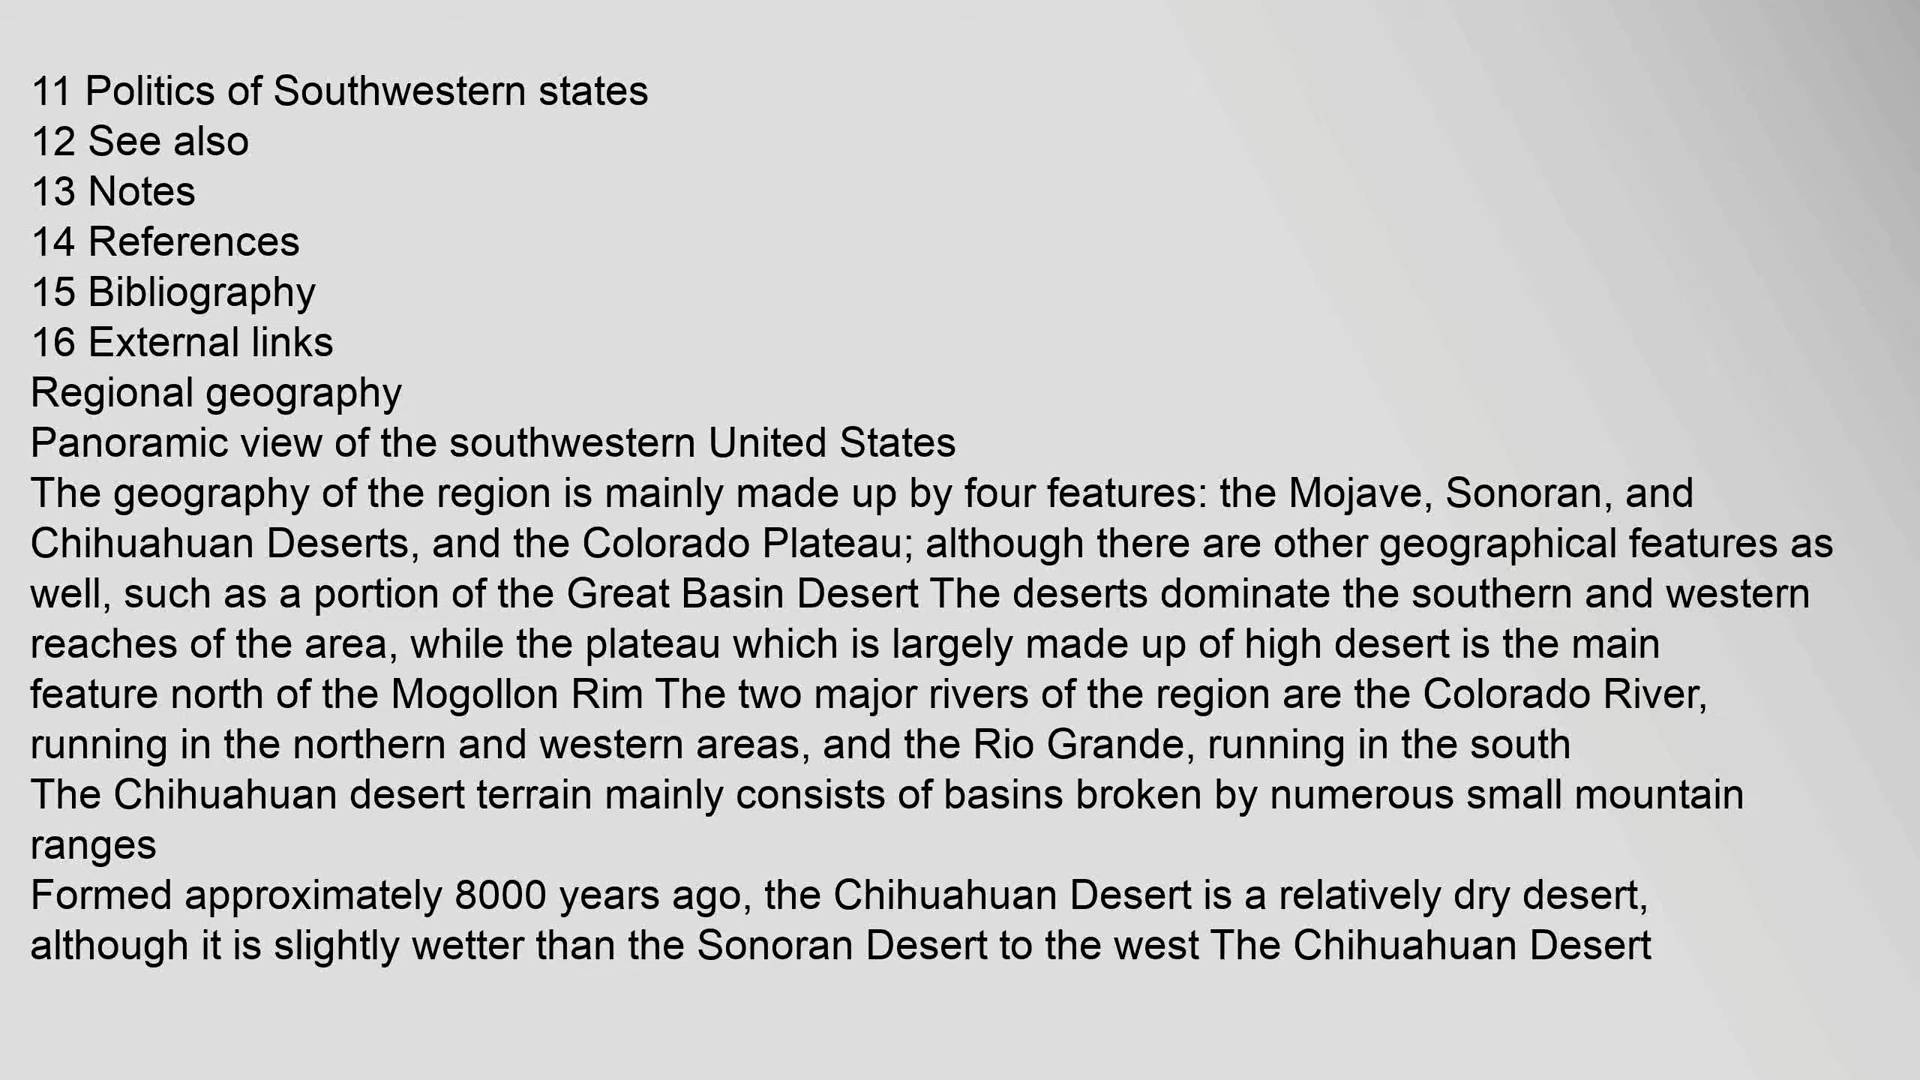 11 Politics of Southwestern states
12 See also
13 Notes
14 References
15 Bibliography
16 External links
Regional geography
Panoramic view of the southwestern United States
The geography of the region is mainly made up by four features: the Mojave, Sonoran, and
Chihuahuan Deserts, and the Colorado Plateau; although there are other geographical features as
well, such as a portion of the Great Basin Desert The deserts dominate the southern and western
reaches of the area, while the plateau which is largely made up of high desert is the main
feature north of the Mogollon Rim The two major rivers of the region are the Colorado River,
running in the northern and western areas, and the Rio Grande, running in the south
The Chihuahuan desert terrain mainly consists of basins broken by numerous small mountain
ranges
Formed approximately 8000 years ago, the Chihuahuan Desert is a relatively dry desert,
although it is slightly wetter than the Sonoran Desert to the west The Chihuahuan Desert